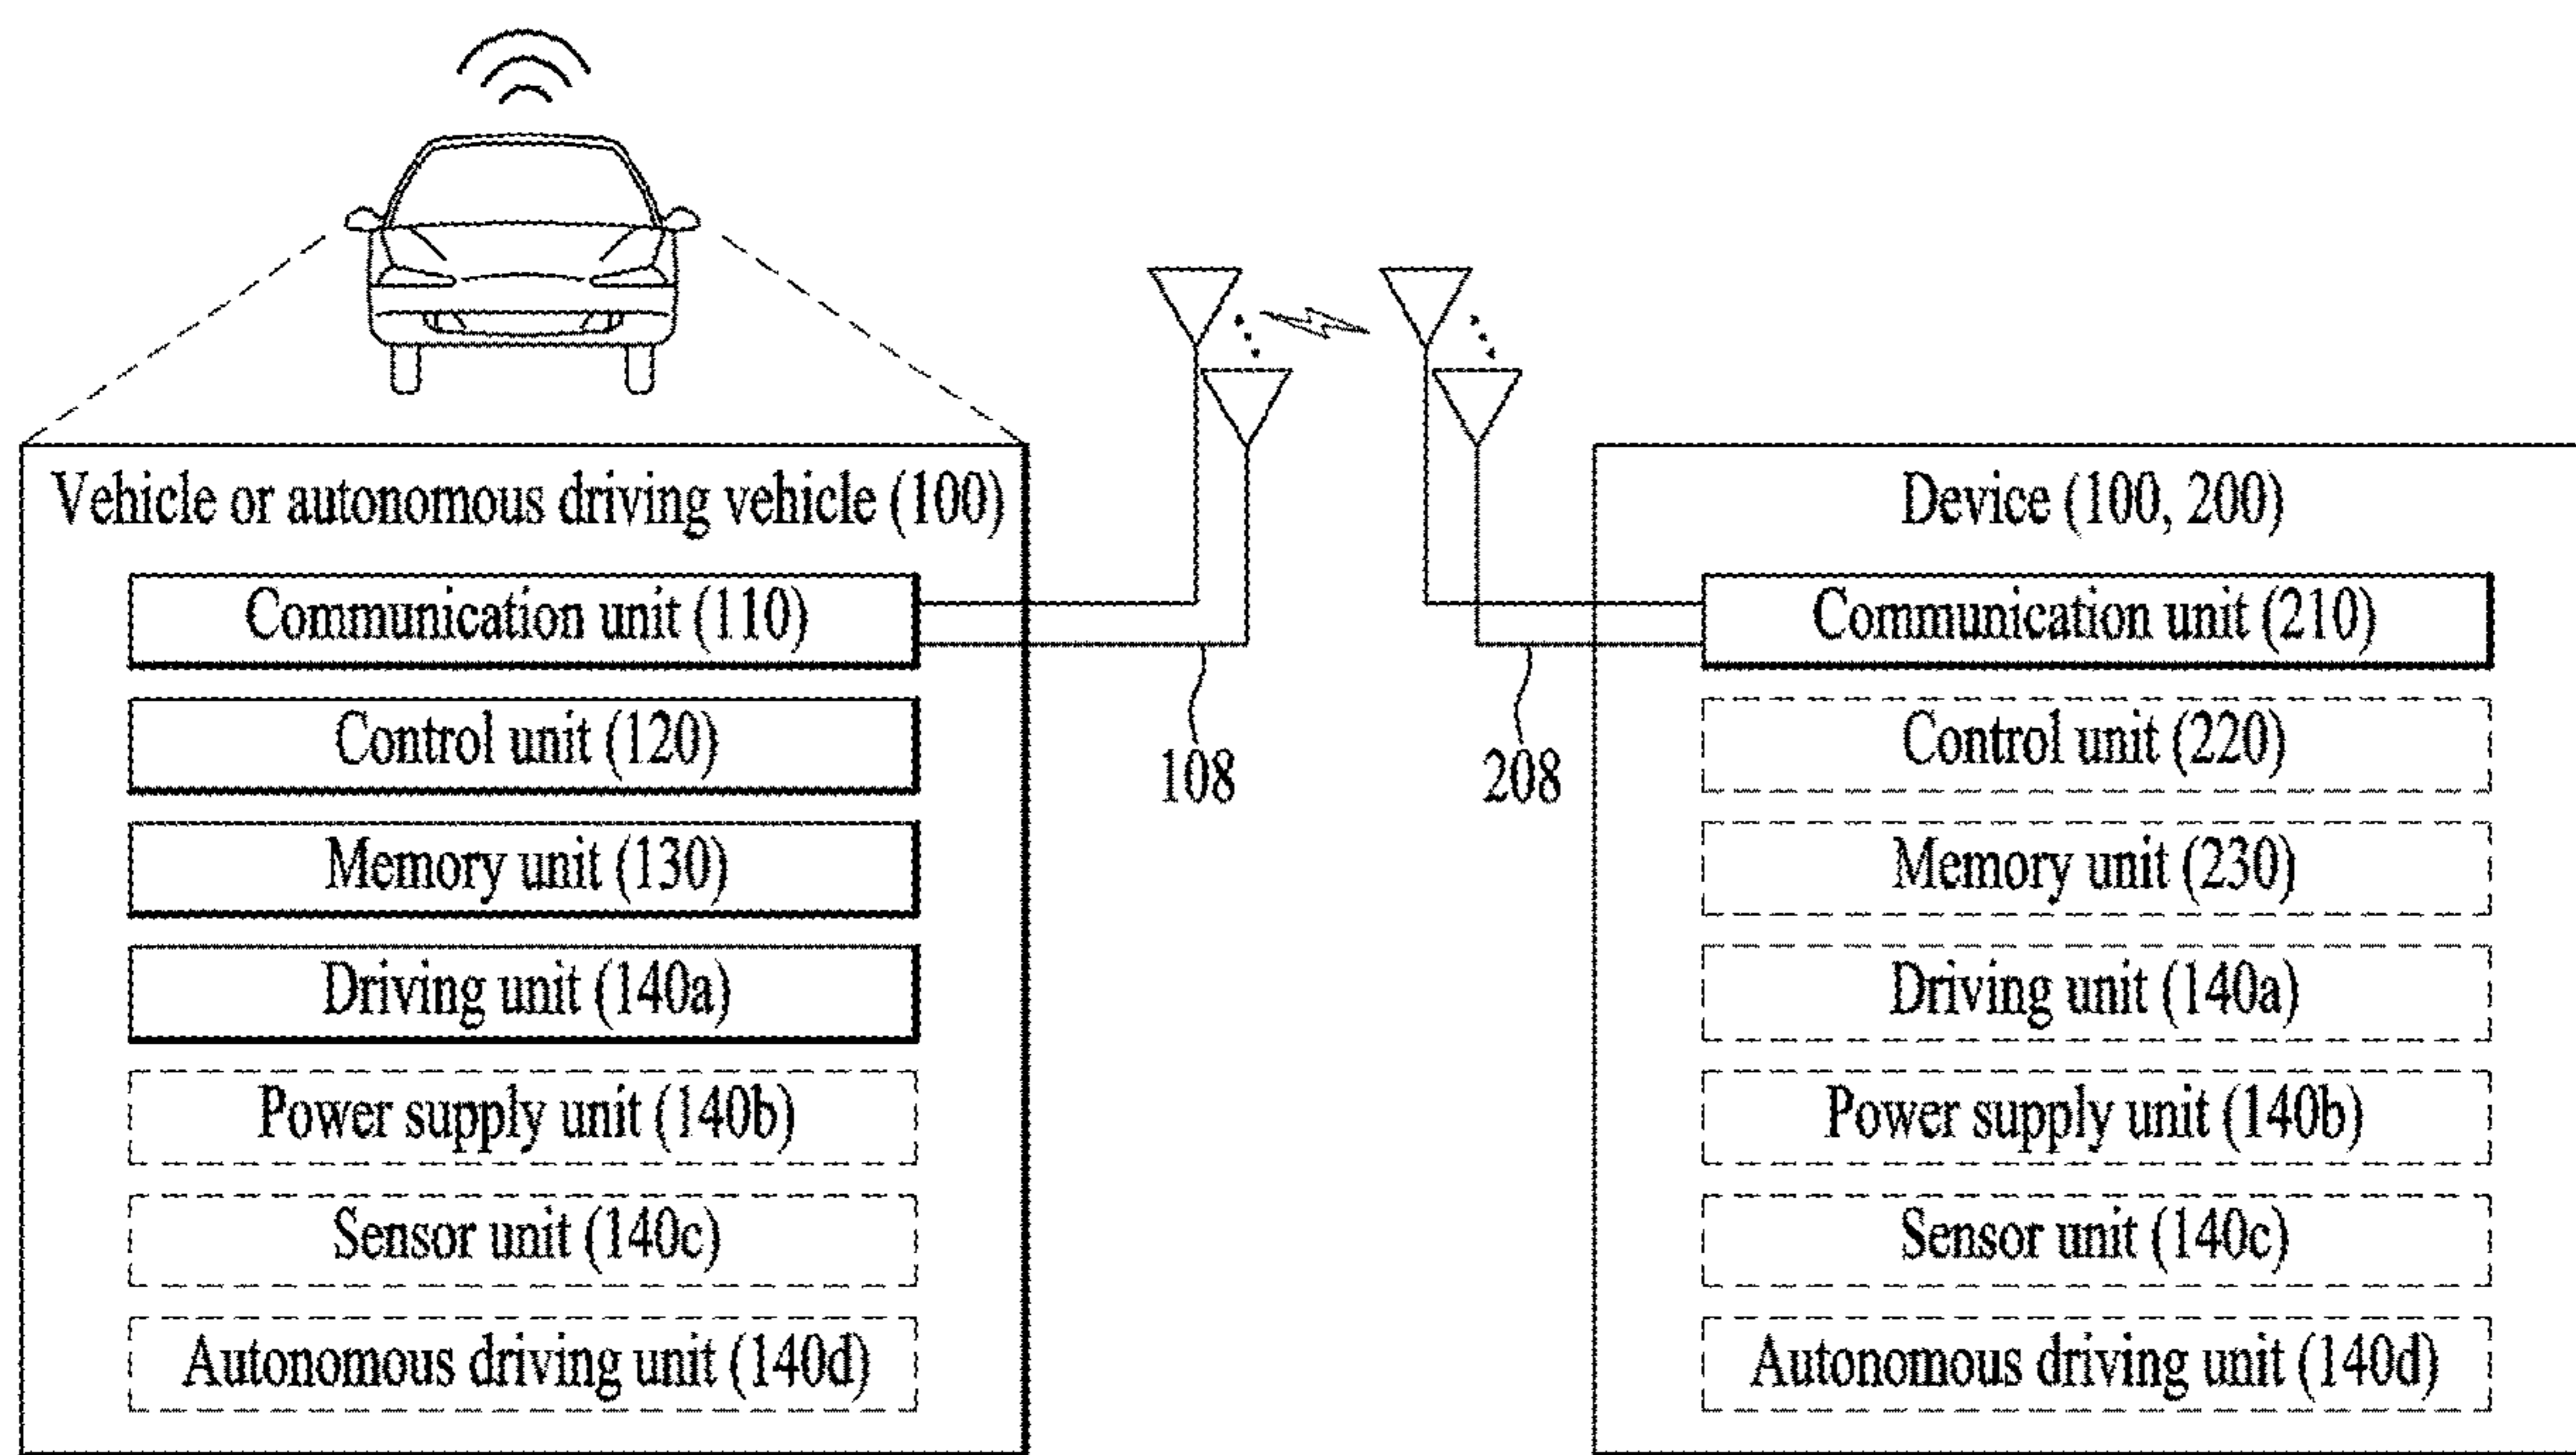 Vehicle or autonomous driving vehicle (100)
Communication unit (110)
Control unit (120)
Memory unit (130)
Driving unit (140a)
Power supply unit (140b)
Sensor unit (140c)
Autonomous driving unit (140d)
108
208
Device (100, 200)
Communication unit (210)
Control unit (220)
Memory unit (230)
Driving unit (140a)
Power supply unit (140b)
Sensor unit (140c)
Autonomous driving unit (140d)